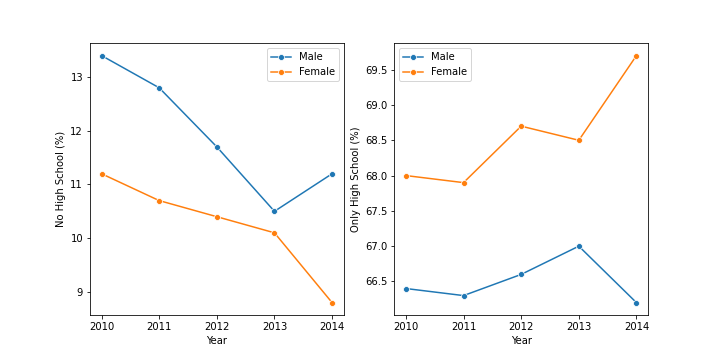 Male
Female
13
12
11
10
9
No High School (%)
2010 2011 2012 2013 2014
Year
Male
Female
69.5
69.0
68.5
68.0
67.5
67.0
66.5
Only High School (%)
2010 2011 2012 2013 2014
Year